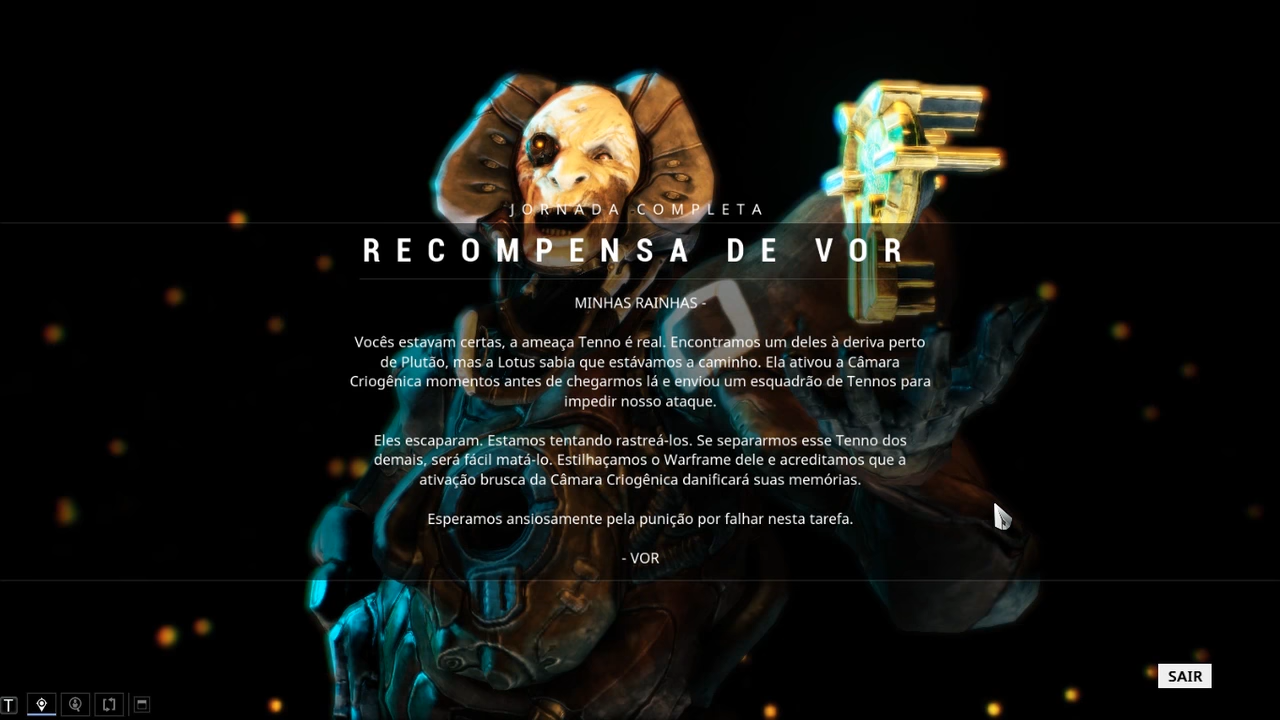 JORNADA COMPLETA
RECOMPENSA DE VOR
MINHAS RAINHAS -
Vocês estavam certas, a ameaça Tenno é real. Encontramos um deles à deriva perto
de Plutão, mas a Lotus sabia que estávamos a caminho. Ela ativou a Câmara
Criogênica momentos antes de chegarmos lá e enviou um esquadrão de Tennos para
impedir nosso ataque.
Eles escaparam. Estamos tentando rastreá-los. Se separarmos esse Tenno dos
demais, será fácil matá-lo. Estilhaçamos o Warframe dele e acreditamos que a
ativação brusca da Câmara Criogênica danificará suas memórias.
Esperamos ansiosamente pela punição por falhar nesta tarefa.
- VOR
SAIR
T